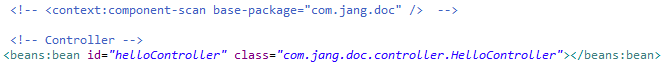 <!-- <context:component-scan base-package="com.jang.doc" />  -->
<!-- Controller -->
<beans:bean id="helloController" class="com.jang.doc.controller.HelloController"></beans:bean>